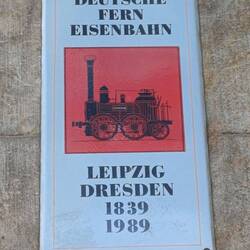 DEUTSCHE
FERN
EISENBAHN
LEIPZIG
DRESDEN
1839
1989